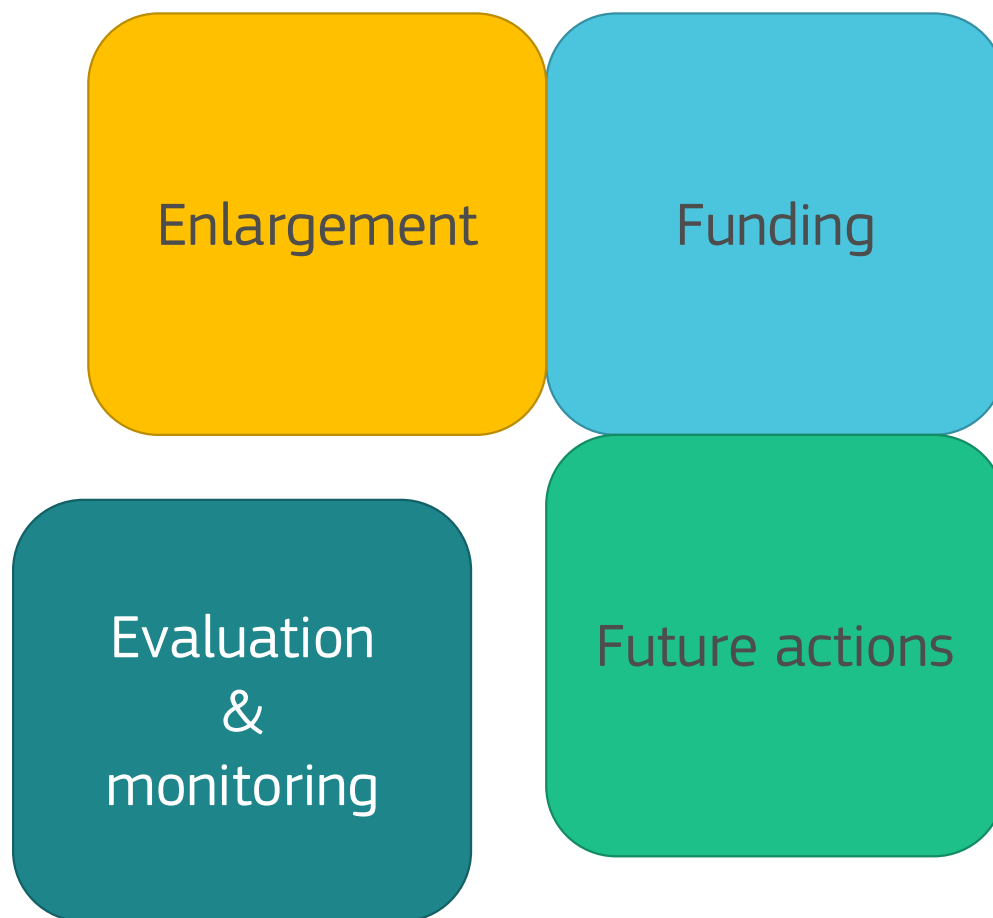 Enlargement
Funding
Evaluation
&
monitoring
Future actions